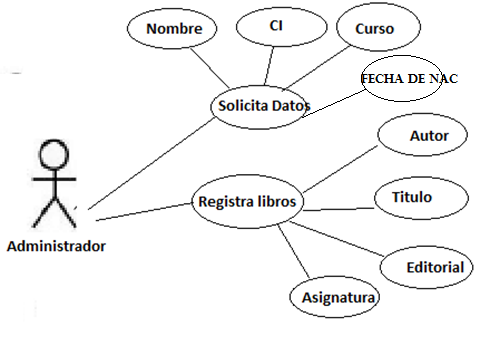 Nombre
CI
Curso
FECHA DE NAC
Solicita Datos
Autor
Registra libros
Titulo
Administrador
Editorial
Asignatura